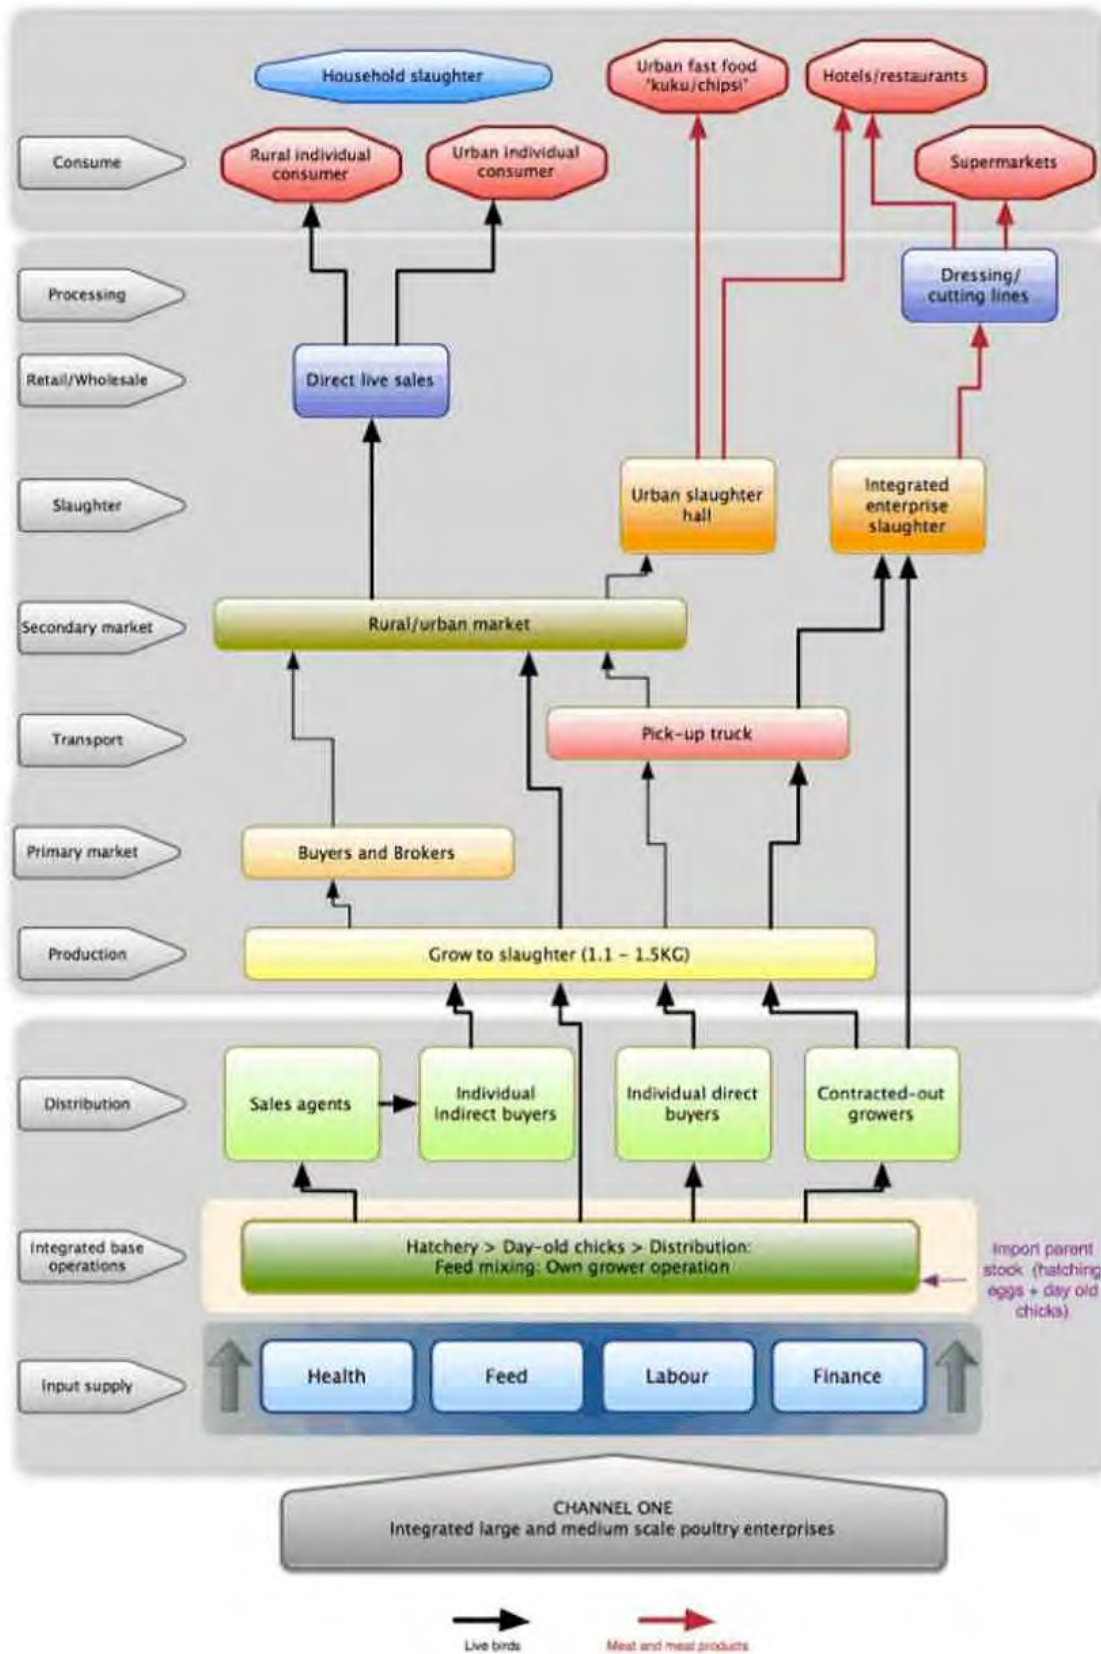 Household slaughter
Urban fast food
'kuku/chipsi'
Hotels/restaurants
Consume
Rural individual
consumer
Urban individual
consumer
Supermarkets
Processing
Dressing/
cutting lines
Retail/Wholesale
Direct live sales
Slaughter
Urban slaughter
hall
Integrated
enterprise
slaughter
Secondary market
Rural/urban market
Transport
Pick-up truck
Primary market
Buyers and Brokers
Production
Grow to slaughter (1.1 – 1.5KG)
Distribution
Sales agents
Individual
Indirect buyers
Individual direct
buyers
Contracted-out
growers
Integrated base
operations
Hatchery > Day-old chicks > Distribution:
Feed mixing: Own grower operation
Import parent
stock (hatching
eggs + day old
chicks)
Input supply
Health
Feed
Labour
Finance
CHANNEL ONE
Integrated large and medium scale poultry enterprises
Live birds
Meat and meat products